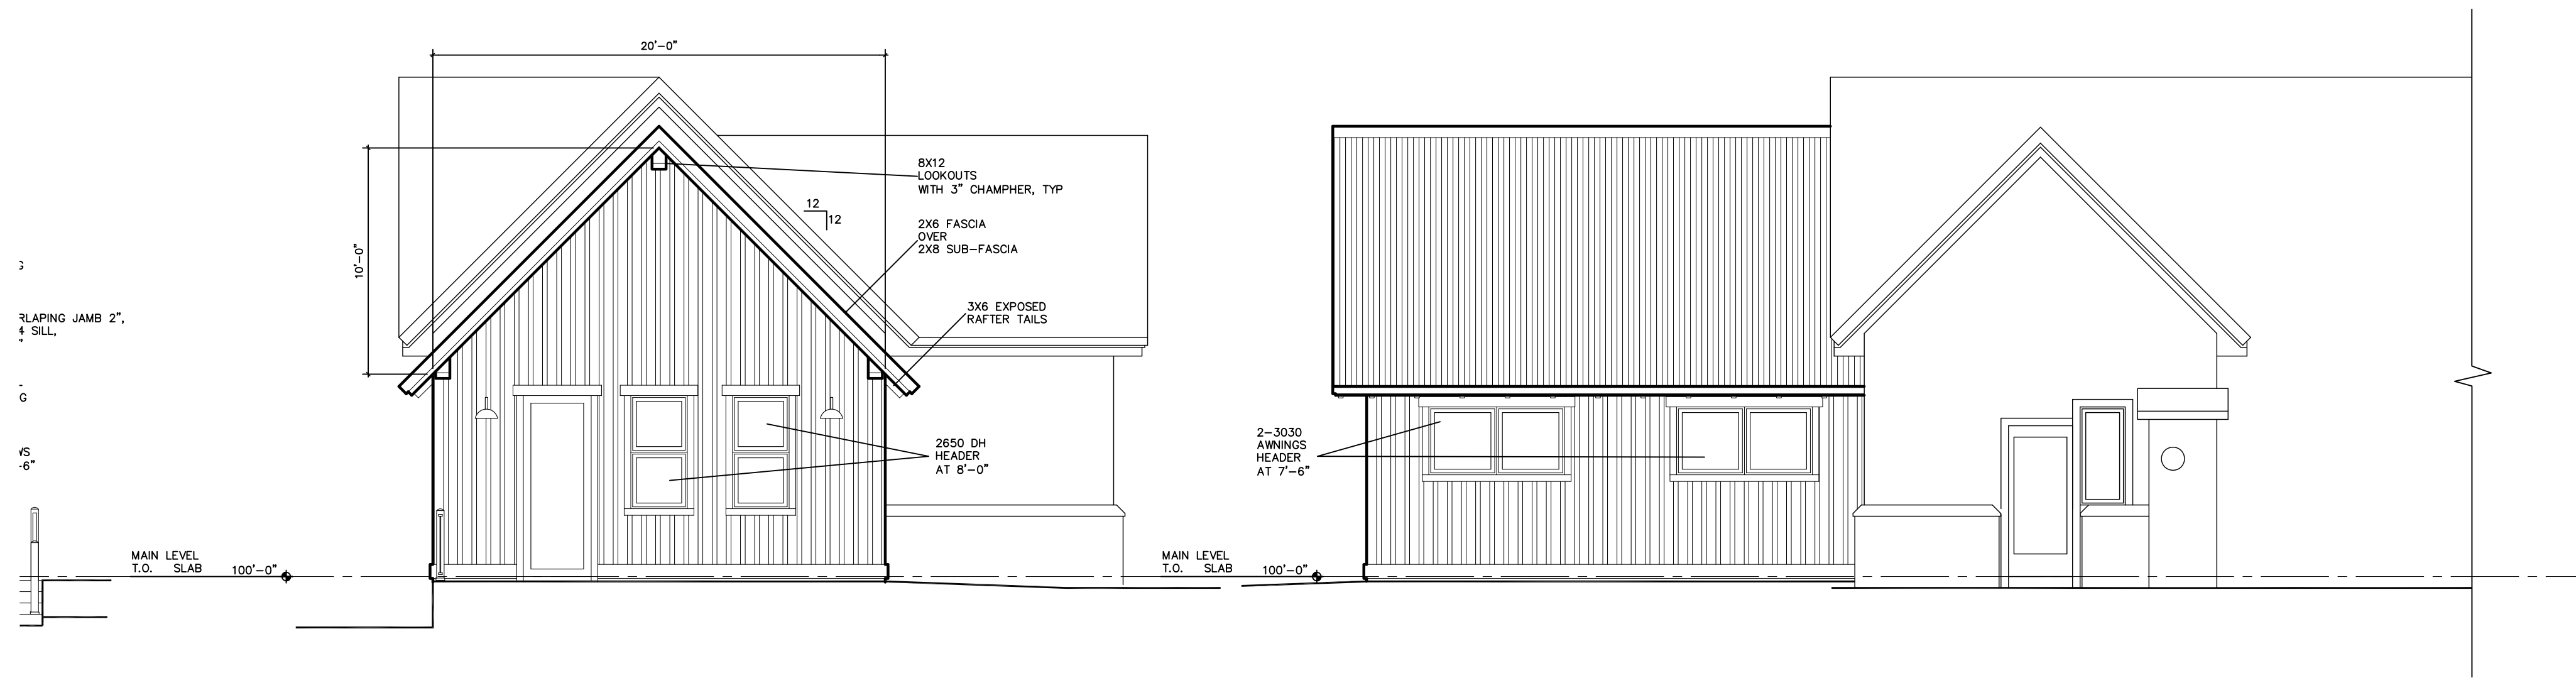 20'-0"
10'-0"
8X12
LOOKOUTS
WITH 3" CHAMPHER, TYP
12
12
2X6 FASCIA
OVER
2X8 SUB-FASCIA
3X6 EXPOSED
RAFTER TAILS
G
RLAPING JAMB 2",
4 SILL,
"
-
G
WS
-6"
2650 DH
HEADER
AT 8'-0"
MAIN LEVEL
T.O. SLAB 100'-0"
2-3030
AWNINGS
HEADER
AT 7'-6"
MAIN LEVEL
T.O. SLAB 100'-0"